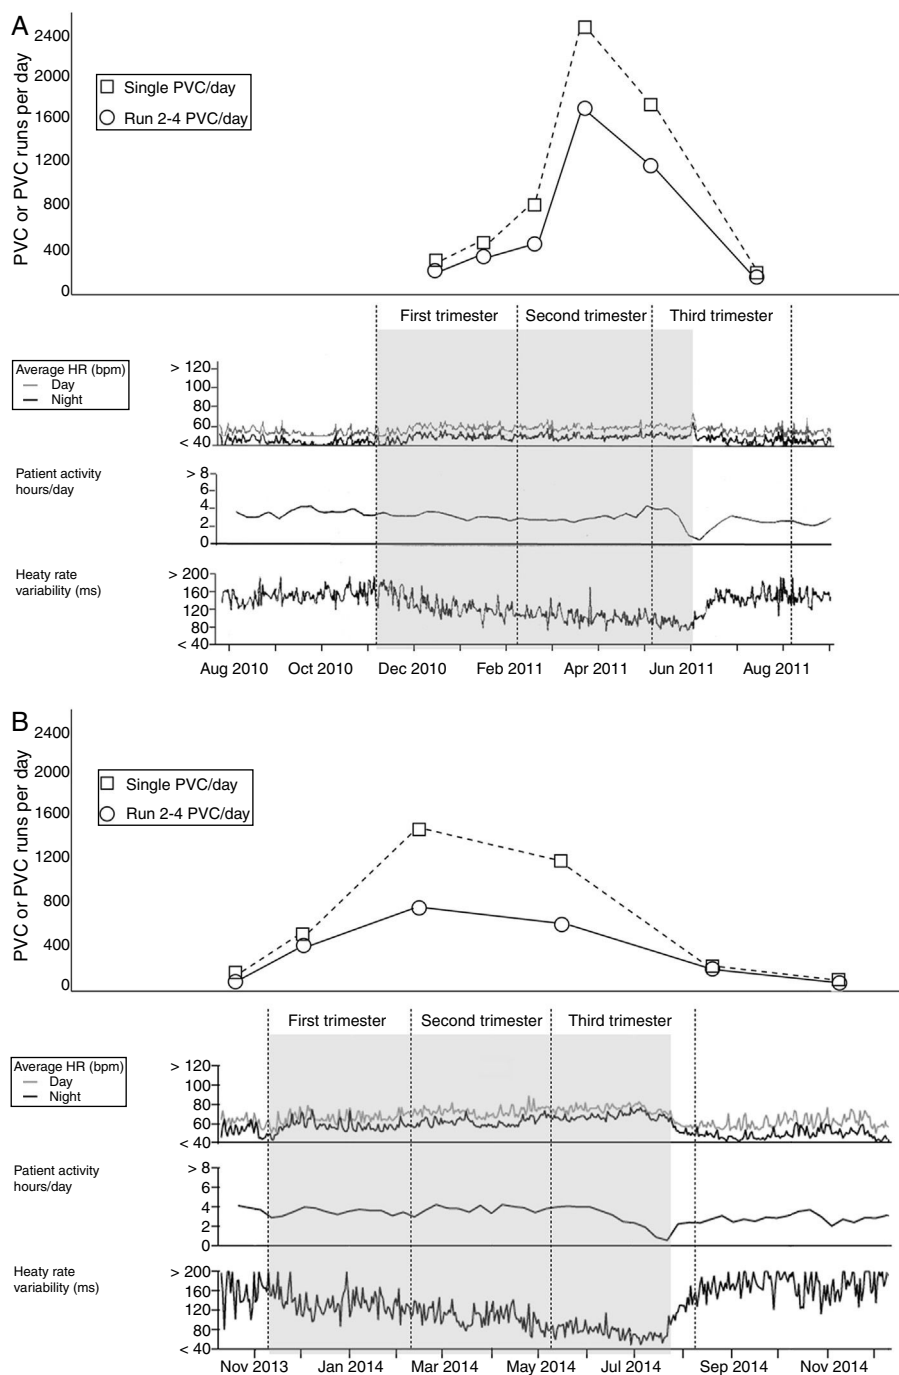 A
PVC or PVC runs per day
2400
2000
1600
1200
800
400
0
Single PVC/day
Run 2-4 PVC/day
First trimester Second trimester Third trimester
Average HR (bpm)
Day
Night
> 120
100
80
60
< 40
Patient activity
hours/day
> 8
6
4
2
0
Heaty rate
variability (ms)
> 200
160
120
80
< 40
Aug 2010 Oct 2010 Dec 2010 Feb 2011 Apr 2011 Jun 2011 Aug 2011
B
PVC or PVC runs per day
2400
2000
1600
1200
800
400
0
Single PVC/day
Run 2-4 PVC/day
First trimester Second trimester Third trimester
Average HR (bpm)
Day
Night
> 120
100
80
60
< 40
Patient activity
hours/day
> 8
6
4
2
0
Heaty rate
variability (ms)
> 200
160
120
80
< 40
Nov 2013 Jan 2014 Mar 2014 May 2014 Jul 2014 Sep 2014 Nov 2014